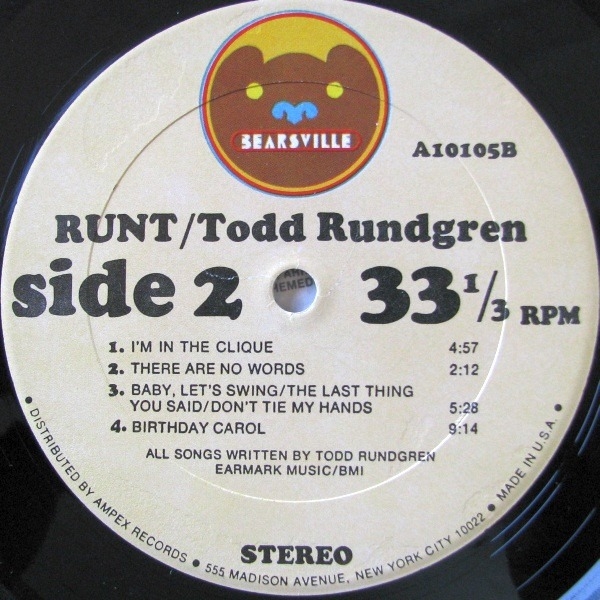 BEARSVILLE
A10105B
RUNT/Todd Rundgren
side 2 33 1/3 RPM
1. I'M IN THE CLIQUE 4:57
2. THERE ARE NO WORDS 2:12
3. BABY, LET'S SWING/THE LAST THING
YOU SAID/DON'T TIE MY HANDS 5:28
4. BIRTHDAY CAROL 9:14
ALL SONGS WRITTEN BY TODD RUNDGREN
EARMARK MUSIC/BMI
STEREO
• DISTRIBUTED BY AMPEX RECORDS • 555 MADISON AVENUE, NEW YORK CITY 10022 • MADE IN U.S.A. •